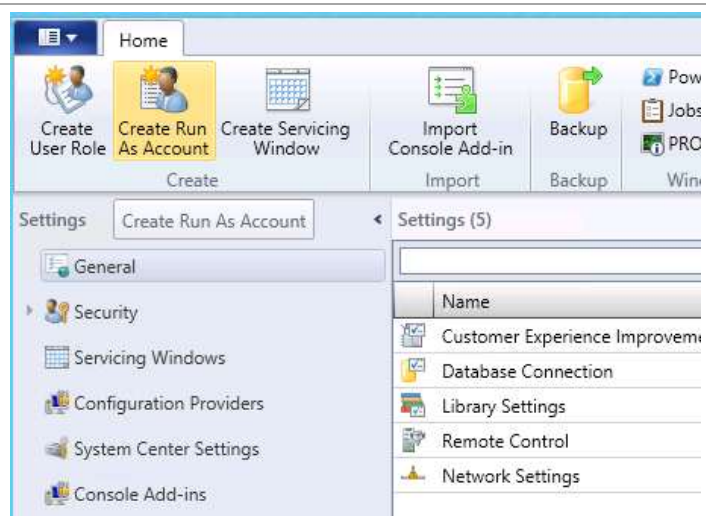 Home
Create
User Role
Create Run
As Account
Create Servicing
Window
Import
Console Add-in
Backup
Jobs
PRO
Create
Import
Backup
Settings
Create Run As Account
Settings (5)
General
Security
Servicing Windows
Configuration Providers
System Center Settings
Console Add-ins
Name
Customer Experience
Database Connection
Library Settings
Remote Control
Network Settings